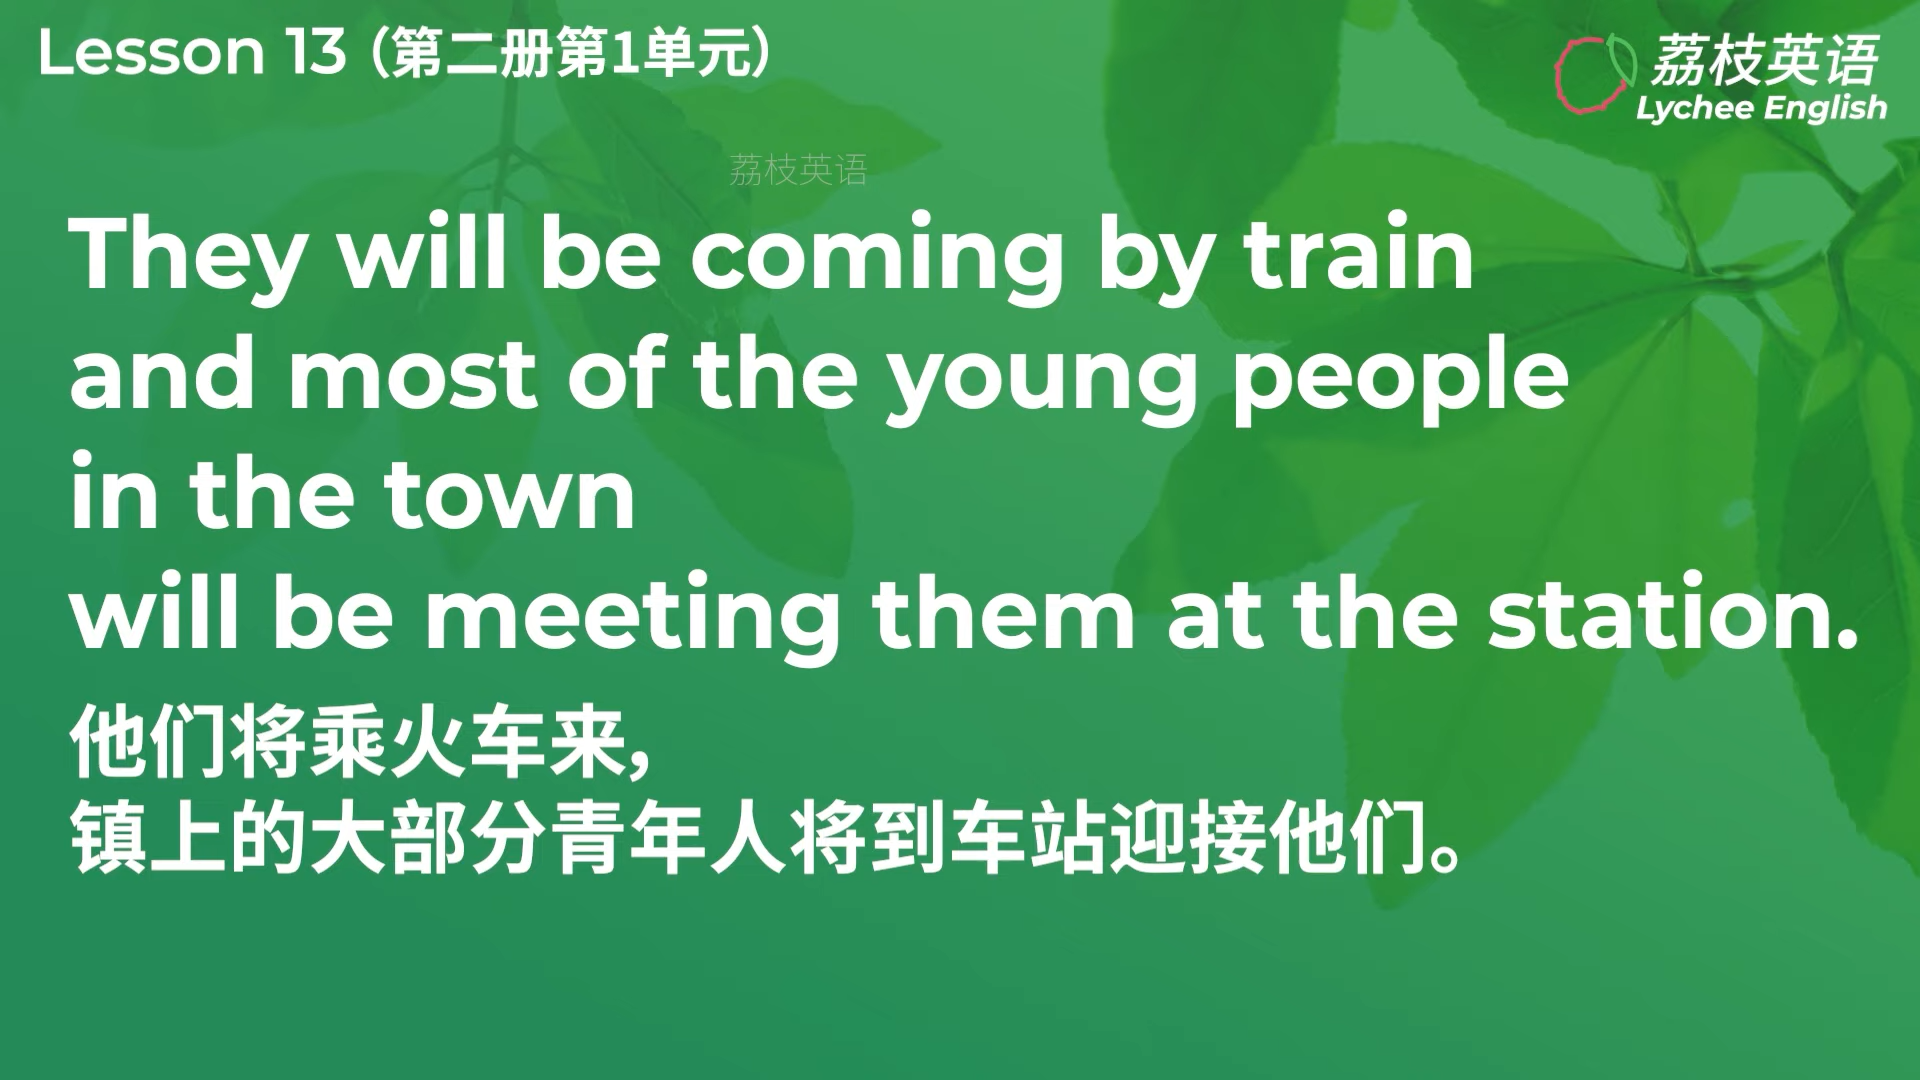 Lesson 13（第二册第1单元）
荔枝英语
Lychee English
荔枝英语
They will be coming by train
and most of the young people
in the town
will be meeting them at the station.
他们将乘火车来,
镇上的大部分青年人将到车站迎接他们。